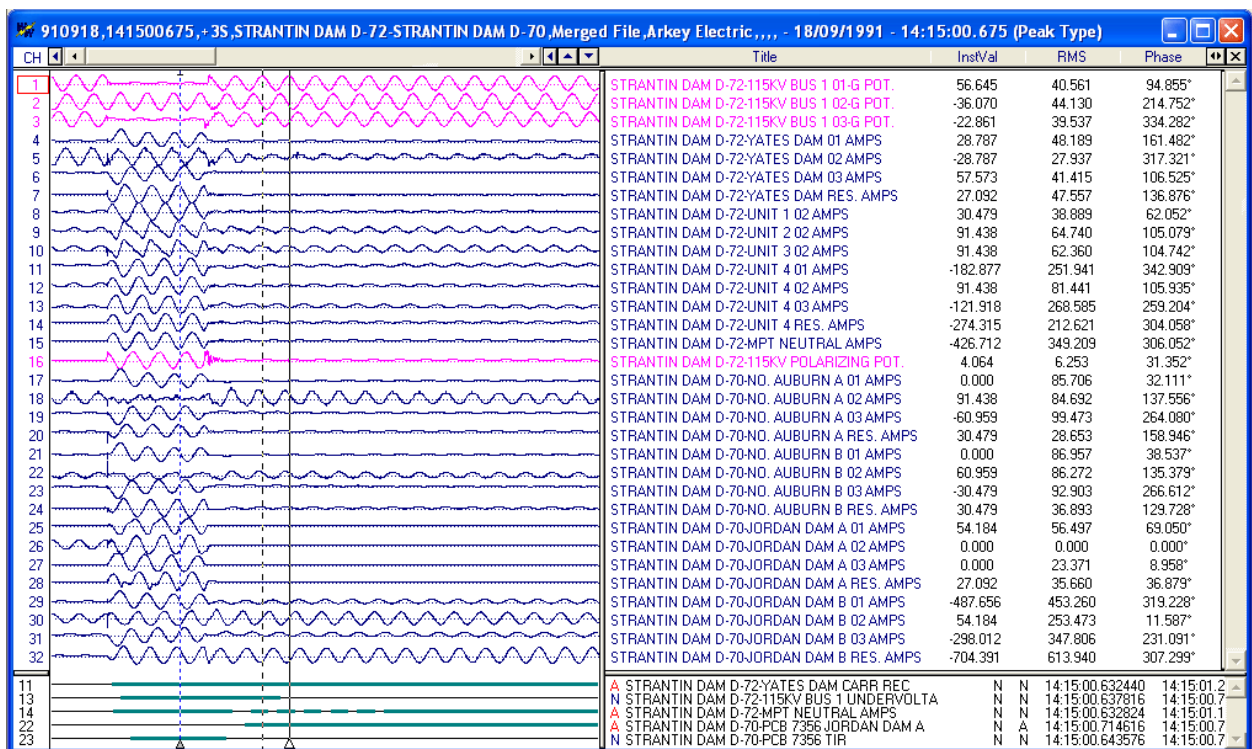 910918,141500675,+3S,STRANTIN DAM D-72-STRANTIN DAM D-70,Merged File,Arkey Electric,,,, - 18/09/1991 - 14:15:00.675 (Peak Type)
CH Title InstVal RMS Phase
1 STRANTIN DAM D-72-115KV BUS 1 01-G POT. 56.645 40.561 94.855°
2 STRANTIN DAM D-72-115KV BUS 1 02-G POT. -36.070 44.130 214.752°
3 STRANTIN DAM D-72-115KV BUS 1 03-G POT. -22.861 39.537 334.282°
4 STRANTIN DAM D-72-YATES DAM 01 AMPS 28.787 48.189 161.482°
5 STRANTIN DAM D-72-YATES DAM 02 AMPS -28.787 27.937 317.321°
6 STRANTIN DAM D-72-YATES DAM 03 AMPS 57.573 41.415 106.525°
7 STRANTIN DAM D-72-YATES DAM RES. AMPS 27.092 47.557 136.876°
8 STRANTIN DAM D-72-UNIT 1 02 AMPS 30.479 38.889 62.052°
9 STRANTIN DAM D-72-UNIT 2 02 AMPS 91.438 64.740 105.079°
10 STRANTIN DAM D-72-UNIT 3 02 AMPS 91.438 62.360 104.742°
11 STRANTIN DAM D-72-UNIT 4 01 AMPS -182.877 251.941 342.909°
12 STRANTIN DAM D-72-UNIT 4 02 AMPS 91.438 81.441 105.935°
13 STRANTIN DAM D-72-UNIT 4 03 AMPS -121.918 268.585 259.204°
14 STRANTIN DAM D-72-UNIT 4 RES. AMPS -274.315 212.621 304.058°
15 STRANTIN DAM D-72-MPT NEUTRAL AMPS -426.712 349.209 306.052°
16 STRANTIN DAM D-72-115KV POLARIZING POT. 4.064 6.253 31.352°
17 STRANTIN DAM D-70-NO. AUBURN A 01 AMPS 0.000 85.706 32.111°
18 STRANTIN DAM D-70-NO. AUBURN A 02 AMPS 91.438 84.692 137.556°
19 STRANTIN DAM D-70-NO. AUBURN A 03 AMPS -60.959 99.473 264.080°
20 STRANTIN DAM D-70-NO. AUBURN A RES. AMPS 30.479 28.653 158.946°
21 STRANTIN DAM D-70-NO. AUBURN B 01 AMPS 0.000 86.957 38.537°
22 STRANTIN DAM D-70-NO. AUBURN B 02 AMPS 60.959 86.272 135.379°
23 STRANTIN DAM D-70-NO. AUBURN B 03 AMPS -30.479 92.903 266.612°
24 STRANTIN DAM D-70-NO. AUBURN B RES. AMPS 30.479 36.893 129.728°
25 STRANTIN DAM D-70-JORDAN DAM A 01 AMPS 54.184 56.497 69.050°
26 STRANTIN DAM D-70-JORDAN DAM A 02 AMPS 0.000 0.000 0.000°
27 STRANTIN DAM D-70-JORDAN DAM A 03 AMPS 0.000 23.371 8.958°
28 STRANTIN DAM D-70-JORDAN DAM A RES. AMPS 27.092 35.660 36.879°
29 STRANTIN DAM D-70-JORDAN DAM B 01 AMPS -487.656 453.260 319.228°
30 STRANTIN DAM D-70-JORDAN DAM B 02 AMPS 54.184 253.473 11.587°
31 STRANTIN DAM D-70-JORDAN DAM B 03 AMPS -298.012 347.806 231.091°
32 STRANTIN DAM D-70-JORDAN DAM B RES. AMPS -704.391 613.940 307.299°
11 A STRANTIN DAM D-72-YATES DAM CARR REC N N 14:15:00.632440 14:15:01.2
13 N STRANTIN DAM D-72-115KV BUS 1 UNDERVOLTA N N 14:15:00.637816 14:15:00.7
14 A STRANTIN DAM D-72-MPT NEUTRAL AMPS N N 14:15:00.632824 14:15:01.1
22 A STRANTIN DAM D-70-PCB 7356 JORDAN DAM A N A 14:15:00.714616 14:15:00.7
23 N STRANTIN DAM D-70-PCB 7356 TIR N N 14:15:00.643576 14:15:00.7